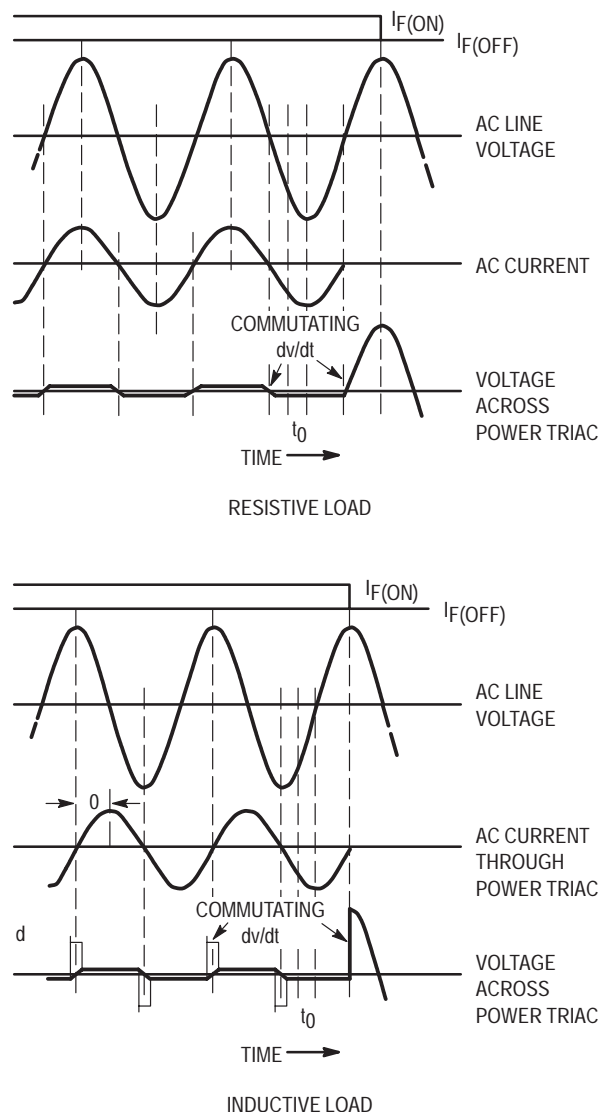 IF(ON)
IF(OFF)
AC LINE
VOLTAGE
AC CURRENT
COMMUTATING
dv/dt
VOLTAGE
ACROSS
POWER TRIAC
t0
TIME
RESISTIVE LOAD
IF(ON)
IF(OFF)
AC LINE
VOLTAGE
0
AC CURRENT
THROUGH
POWER TRIAC
d
COMMUTATING
dv/dt
VOLTAGE
ACROSS
POWER TRIAC
t0
TIME
INDUCTIVE LOAD